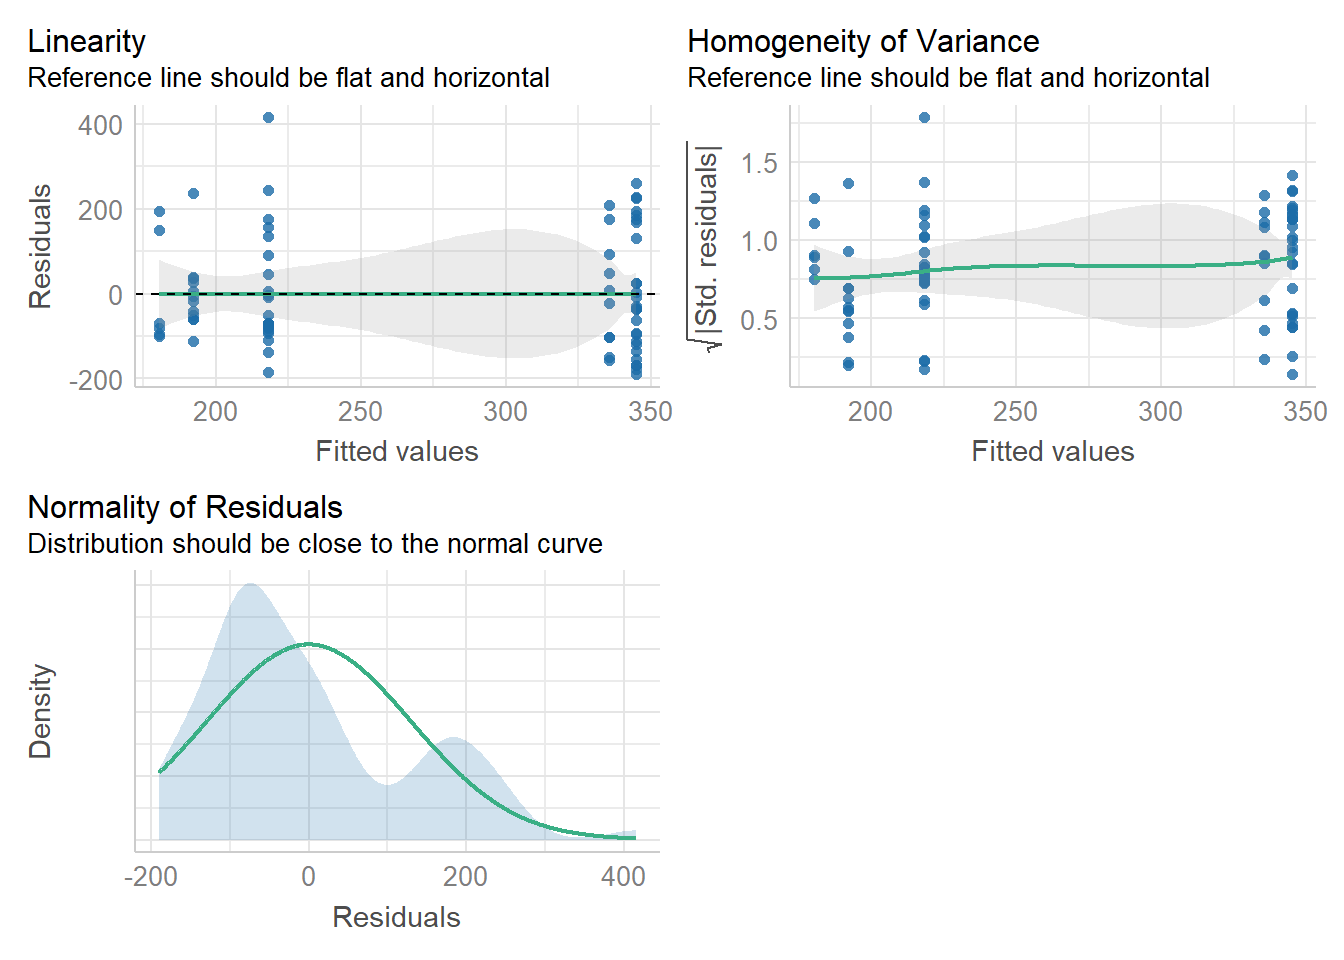 Linearity
Reference line should be flat and horizontal
400
200
0
-200
Residuals
200
250
300
350
Fitted values
Homogeneity of Variance
Reference line should be flat and horizontal
1.5
1.0
0.5
√|Std. residuals|
200
250
300
350
Fitted values
Normality of Residuals
Distribution should be close to the normal curve
Density
-200
0
200
400
Residuals